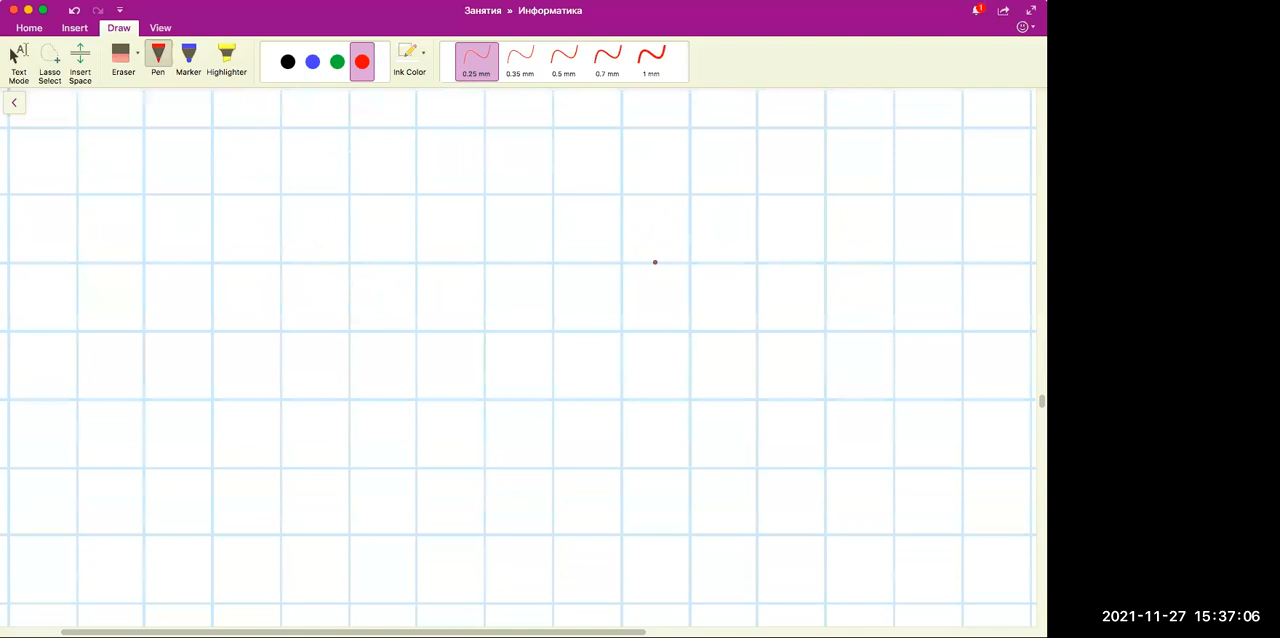 Занятия » Информатика
1
Home Insert Draw View
Text Mode
Lasso Select
Insert Space
Eraser
Pen
Marker
Highlighter
Ink Color
0.25 mm
0.35 mm
0.5 mm
0.7 mm
1 mm
2021-11-27 15:37:06